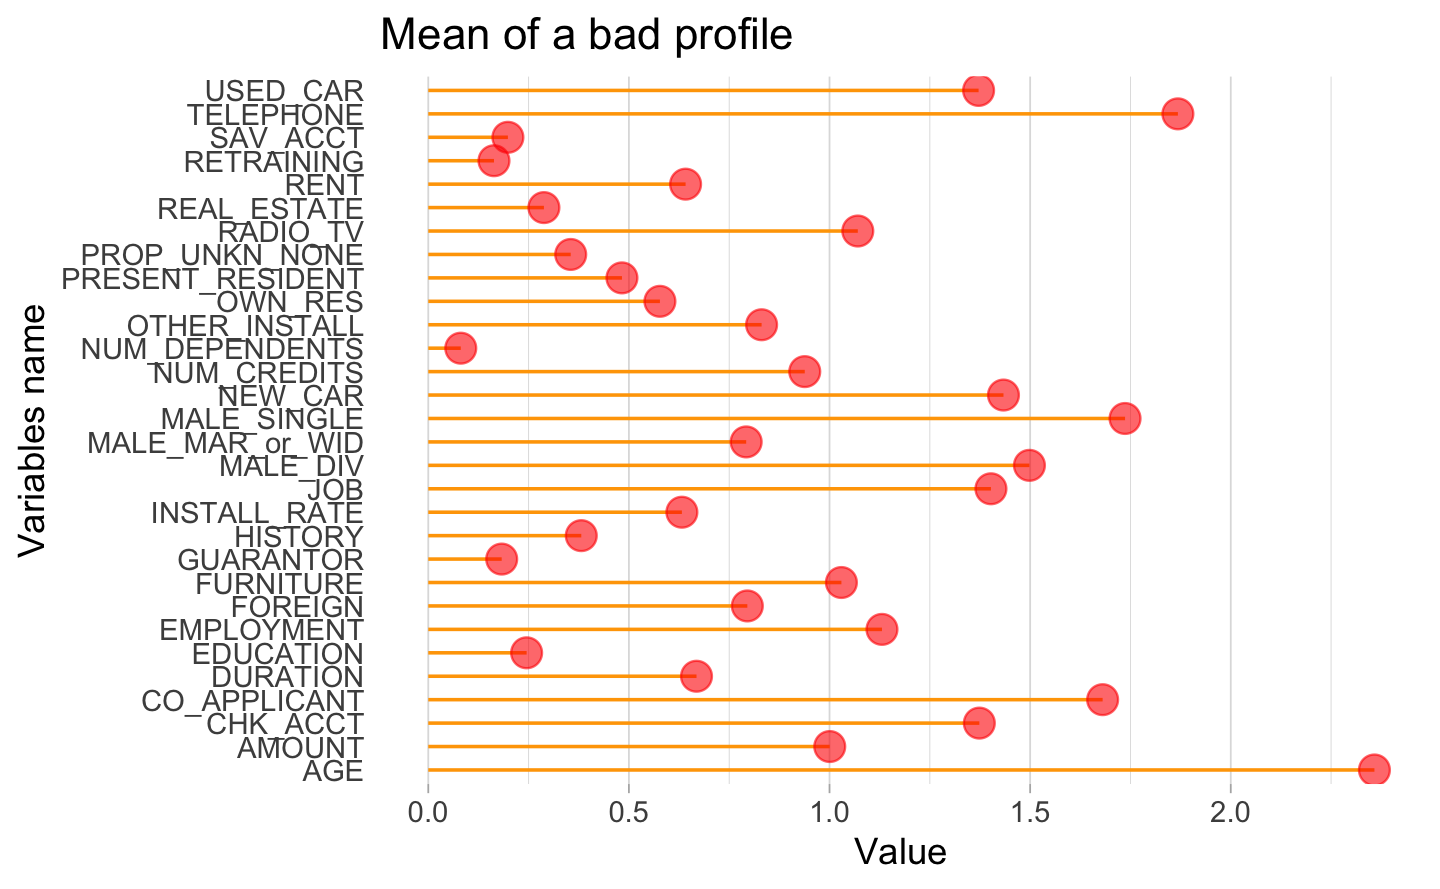 Mean of a bad profile
Variables name
USED_CAR
TELEPHONE
SAV_ACCT
RETRAINING
RENT
REAL_ESTATE
RADIO_TV
PROP_UNKN_NONE
PRESENT_RESIDENT
OWN_RES
OTHER_INSTALL
NUM_DEPENDENTS
NUM_CREDITS
NEW_CAR
MALE_SINGLE
MALE_MAR_or_WID
MALE_DIV
JOB
INSTALL_RATE
HISTORY
GUARANTOR
FURNITURE
FOREIGN
EMPLOYMENT
EDUCATION
DURATION
CO_APPLICANT
CHK_ACCT
AMOUNT
AGE
0.0 0.5 1.0 1.5 2.0
Value